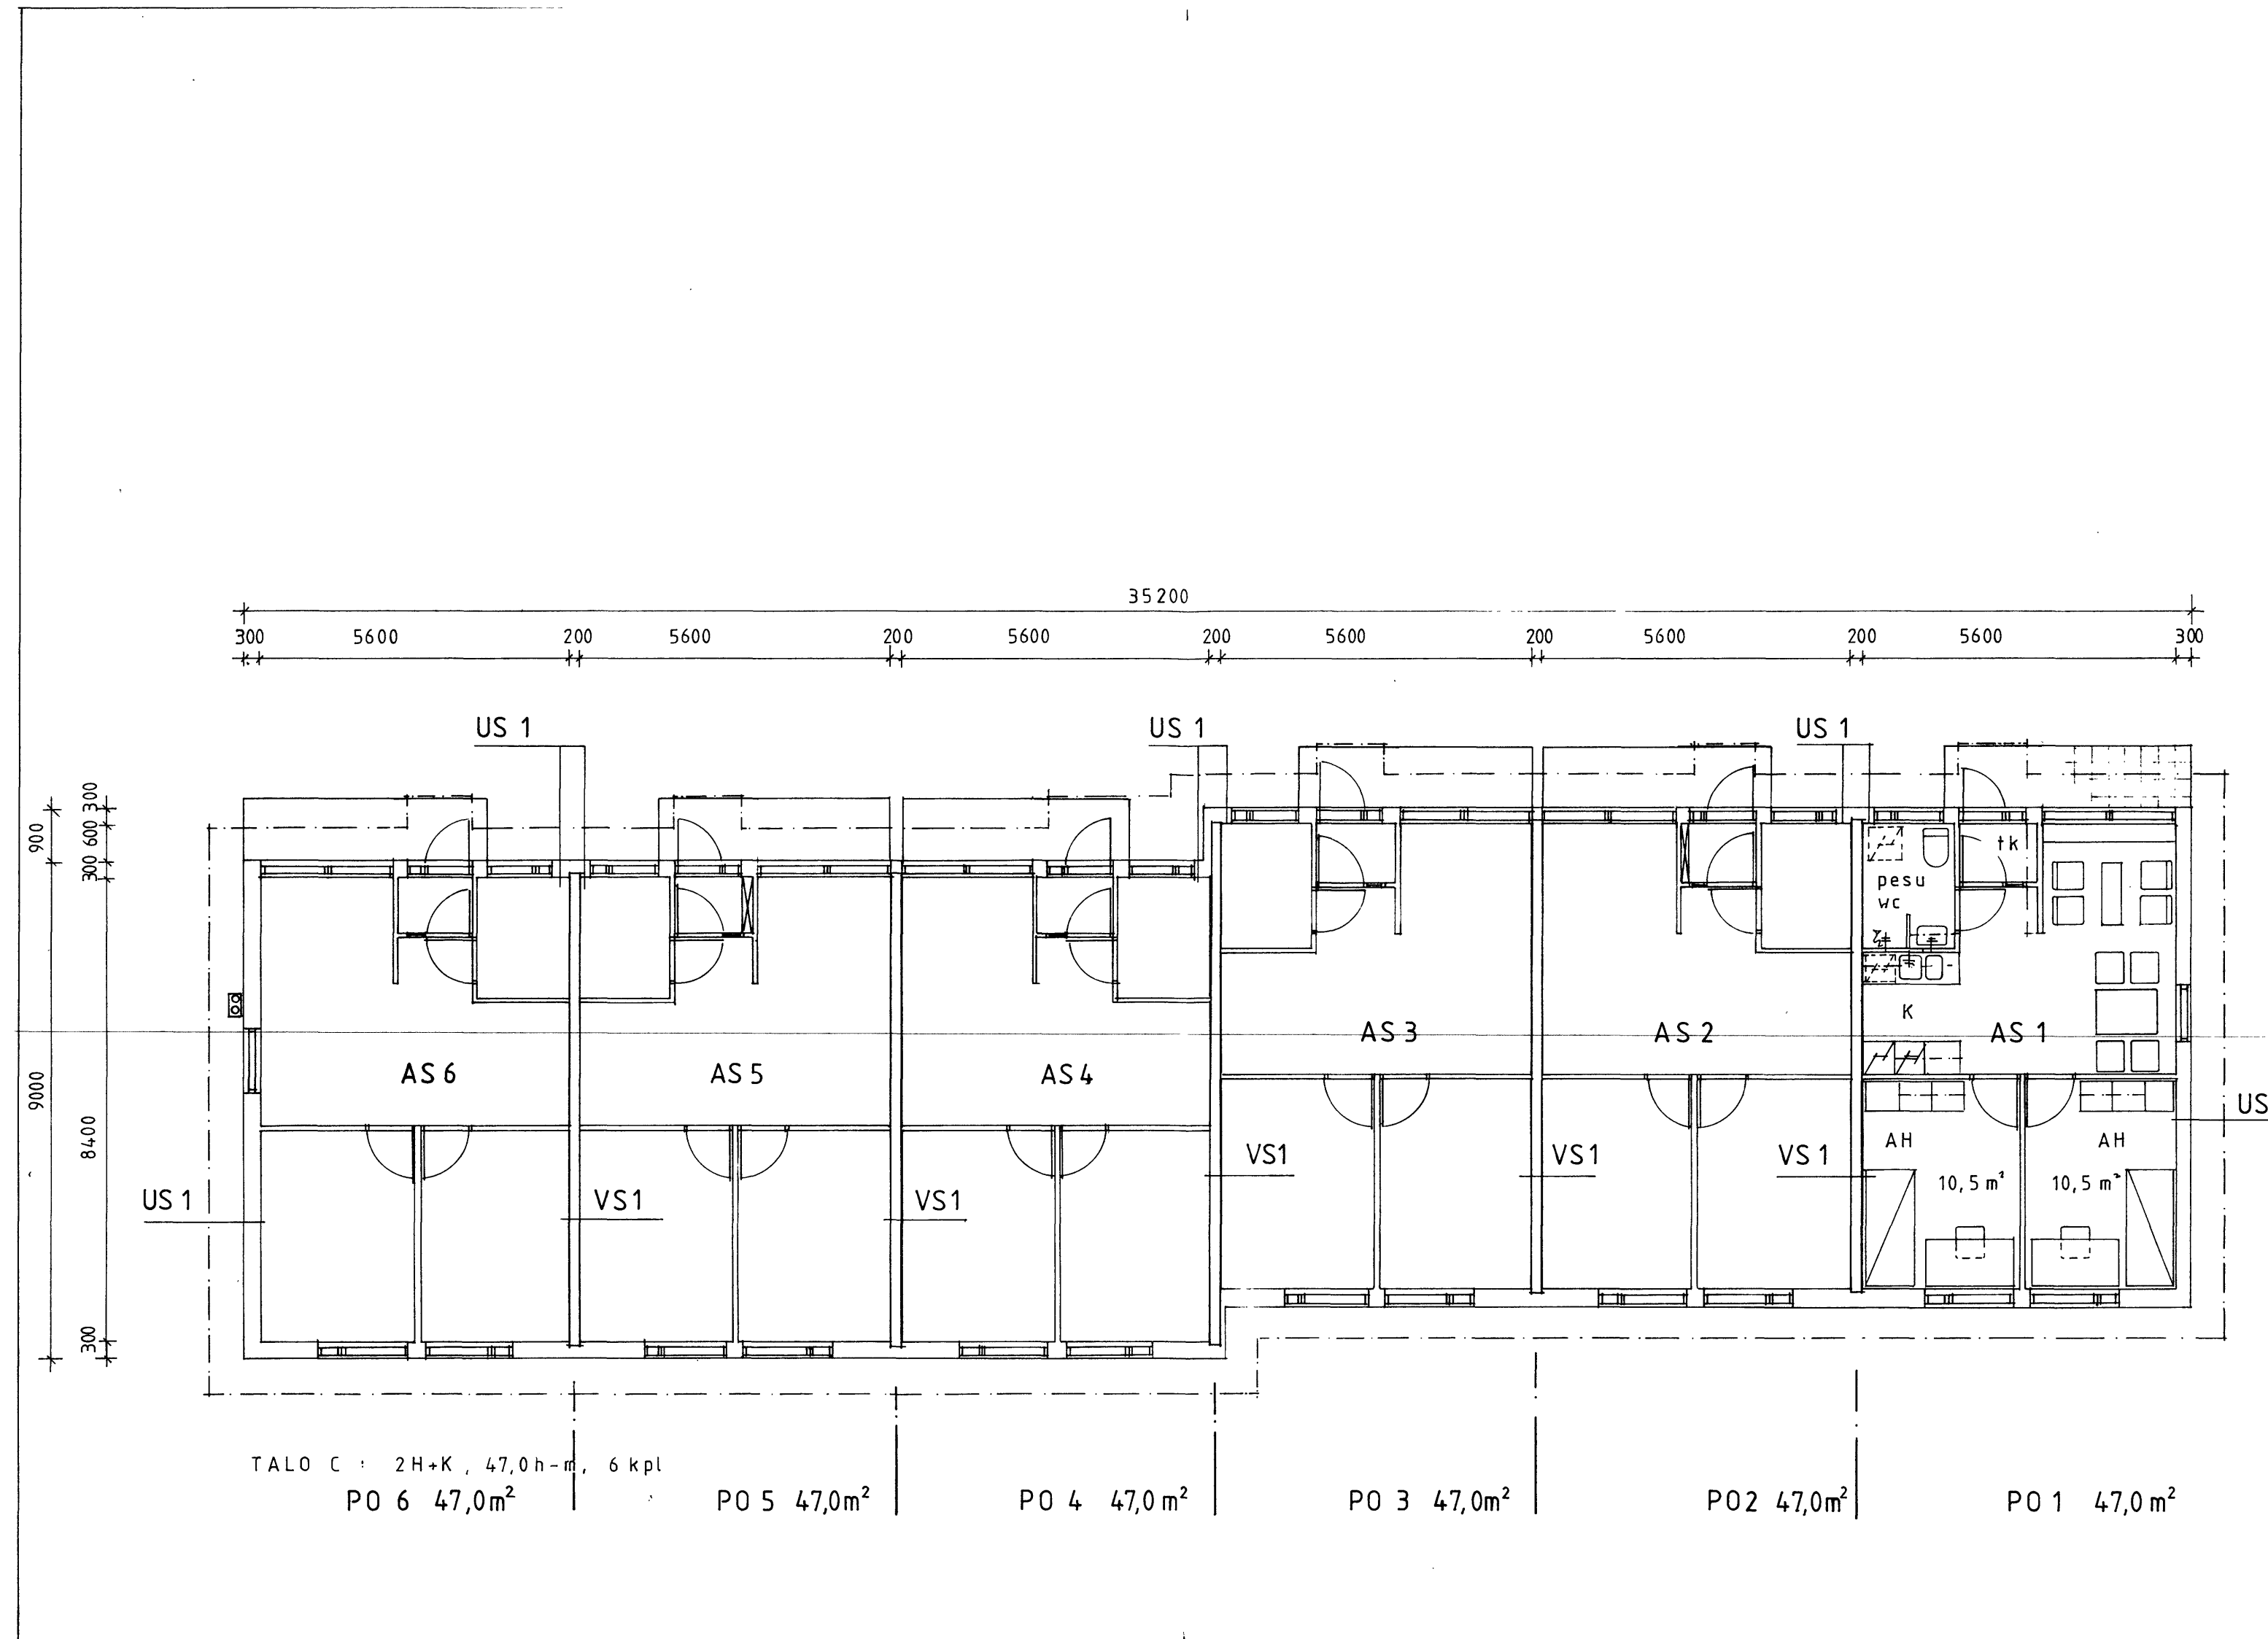 35200
300 5600 200 5600 200 5600 200 5600 200 5600 200 5600 300
US 1 US 1 US 1
300
900
600
300
tk
pesu
wc
K
AS 3 AS 2 AS 1
AS 6 AS 5 AS 4
9000
8400
US
AH AH
VS1 VS1 VS1
10,5 m² 10,5 m²
US 1 VS1 VS1
300
TALO C : 2H+K , 47,0 h-m, 6 kpl
PO 6 47,0m² PO 5 47,0m² PO 4 47,0 m² PO 3 47,0m² PO2 47,0m² PO 1 47,0 m²